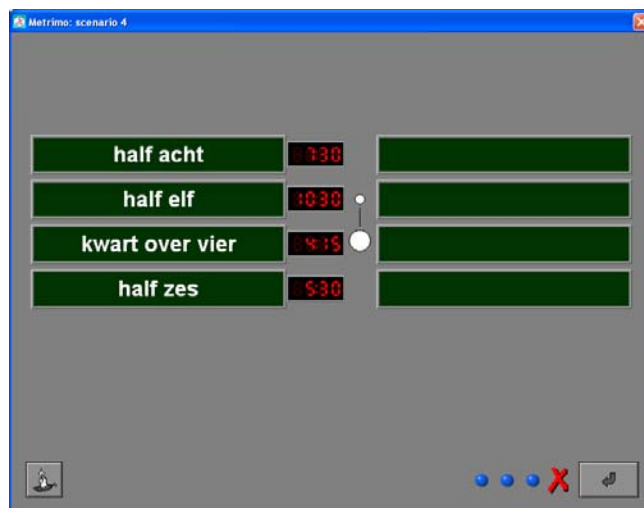 Metrimo: scenario 4
half acht 7:30
half elf 10:30
kwart over vier 4:15
half zes 5:30